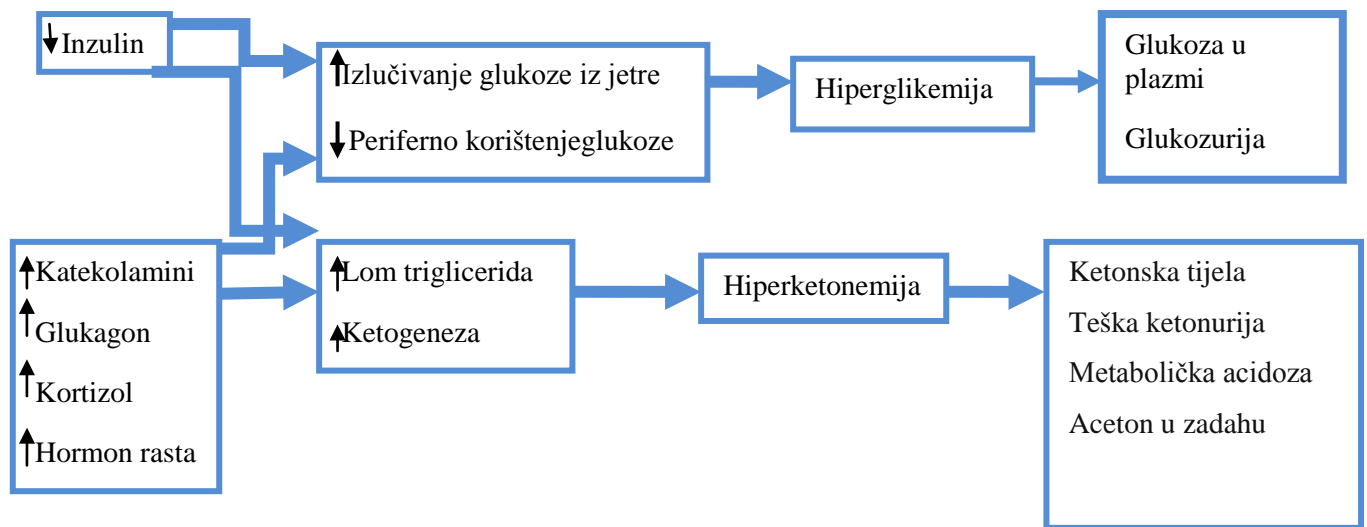 ↓Inzulin
↑Izlučivanje glukoze iz jetre
↓Periferno korištenjeglukoze
Hiperglikemija
Glukoza u
plazmi
Glukozurija
↑Katekolamini
↑Glukagon
↑Kortizol
↑Hormon rasta
↑Lom triglicerida
↑Ketogeneza
Hiperketonemija
Ketonska tijela
Teška ketonurija
Metabolička acidoza
Aceton u zadahu